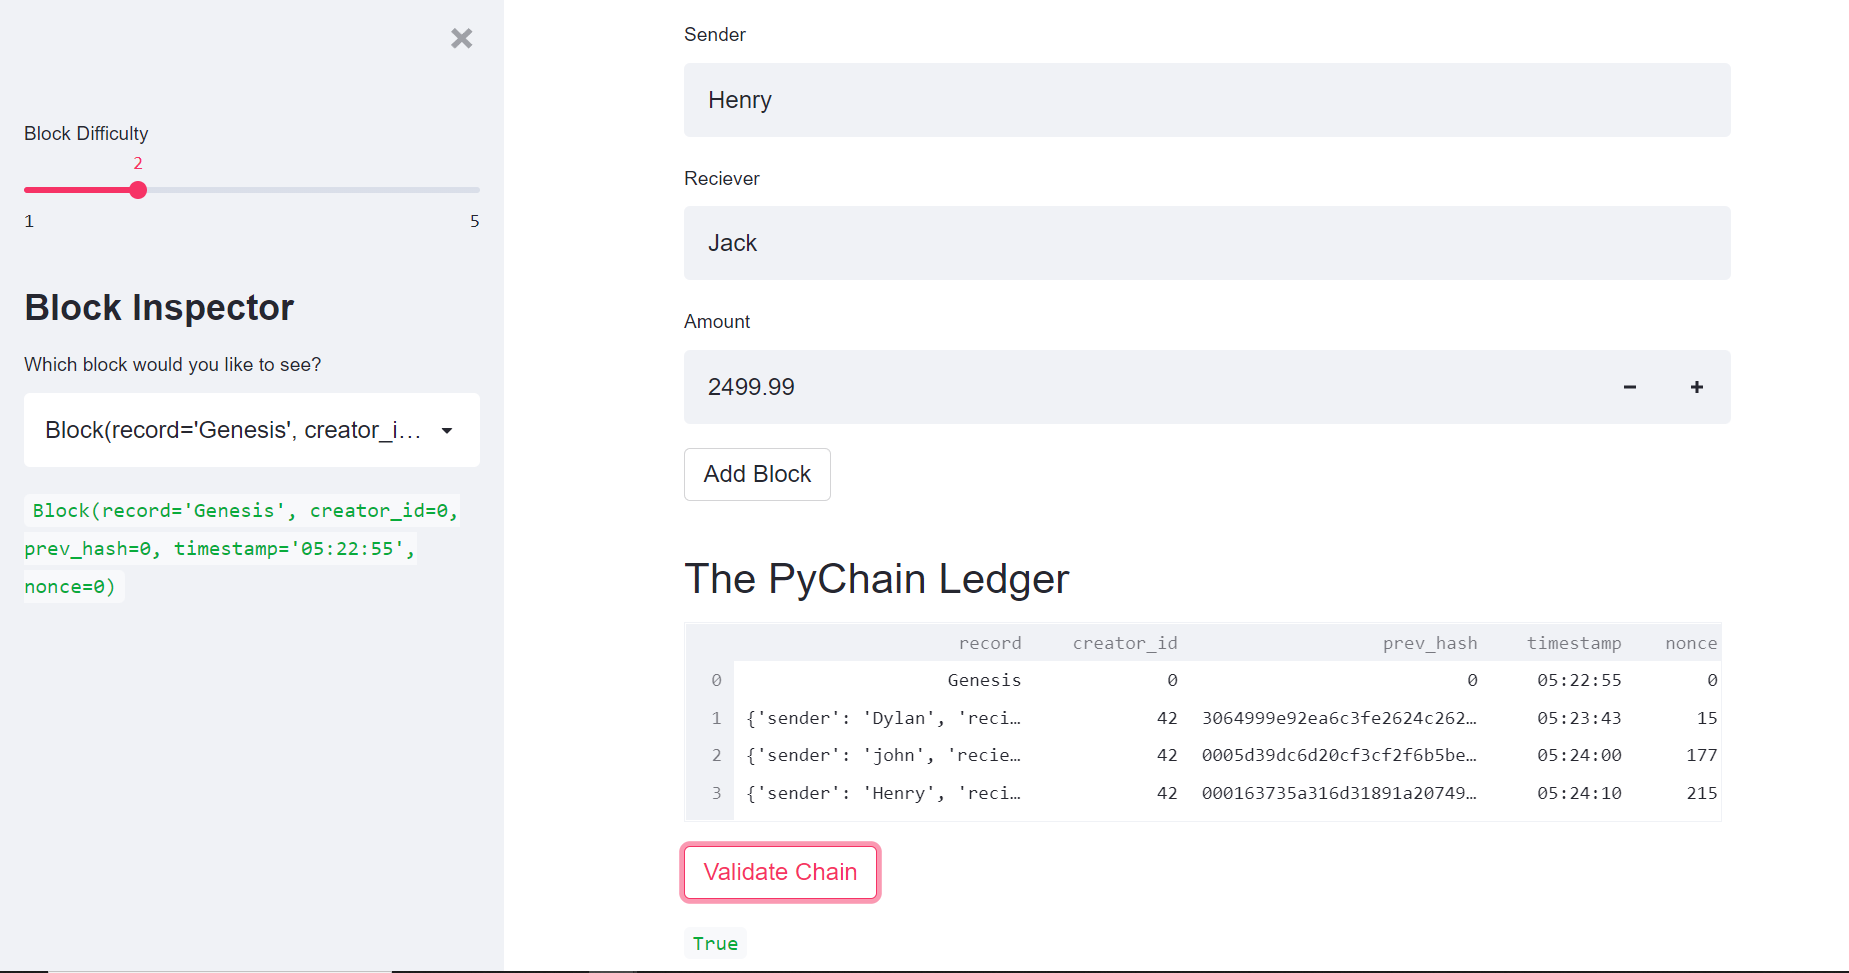 Block Difficulty
2
1 5
Block Inspector
Which block would you like to see?
Block(record='Genesis', creator_i...
Block(record='Genesis', creator_id=0,
prev_hash=0, timestamp='05:22:55',
nonce=0)
Sender
Henry
Reciever
Jack
Amount
2499.99 − +
Add Block
The PyChain Ledger
record creator_id prev_hash timestamp nonce
0 Genesis 0 0 05:22:55 0
1 {'sender': 'Dylan', 'reci… 42 3064999e92ea6c3fe2624c262… 05:23:43 15
2 {'sender': 'john', 'recie… 42 0005d39dc6d20cf3cf2f6b5be… 05:24:00 177
3 {'sender': 'Henry', 'reci… 42 000163735a316d31891a20749… 05:24:10 215
Validate Chain
True